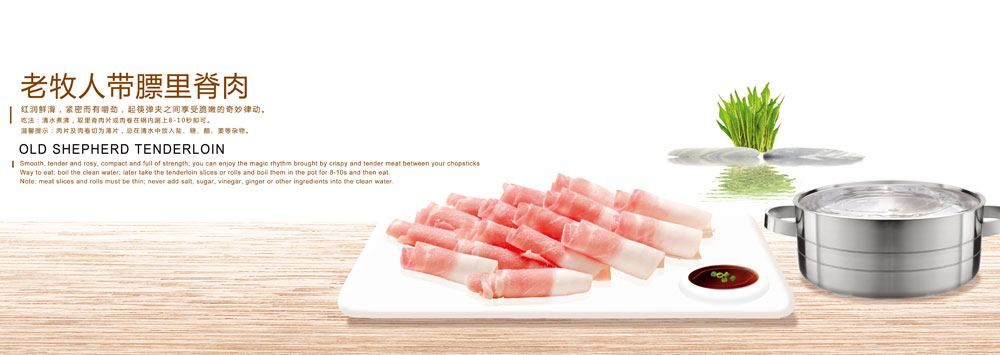 老牧人带膘里脊肉
红润鲜滑，紧密而有嚼劲，起筷弹夹之间享受脆嫩的奇妙律动。
吃法：清水煮沸，取里脊肉片或肉卷在锅内涮上8-10秒即可。
温馨提示：肉片及肉卷切为薄片，忌在清水中放入盐、糖、醋、姜等杂物。
OLD SHEPHERD TENDERLOIN
Smooth, tender and rosy, compact and full of strength; you can enjoy the magic rhythm brought by crispy and tender meat between your chopsticks
Way to eat: boil the clean water; later take the tenderloin slices or rolls and boil them in the pot for 8-10s and then eat.
Note: meat slices and rolls must be thin; never add salt, sugar, vinegar, ginger or other ingredients into the clean water.